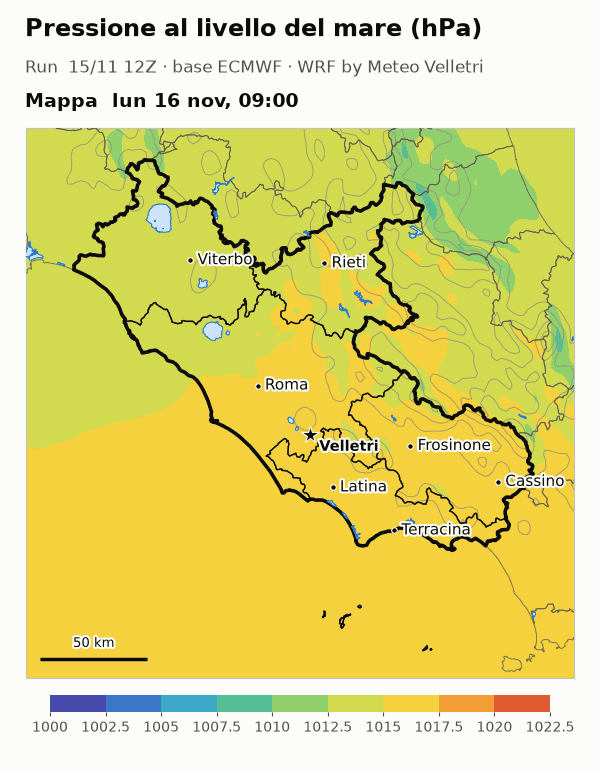 Pressione al livello del mare (hPa)
Run  15/11 12Z · base ECMWF · WRF by Meteo Velletri
Mappa  lun 16 nov, 09:00
Viterbo
Rieti
Roma
Velletri
Frosinone
Cassino
Latina
Terracina
50 km
1000 1002.5 1005 1007.5 1010 1012.5 1015 1017.5 1020 1022.5